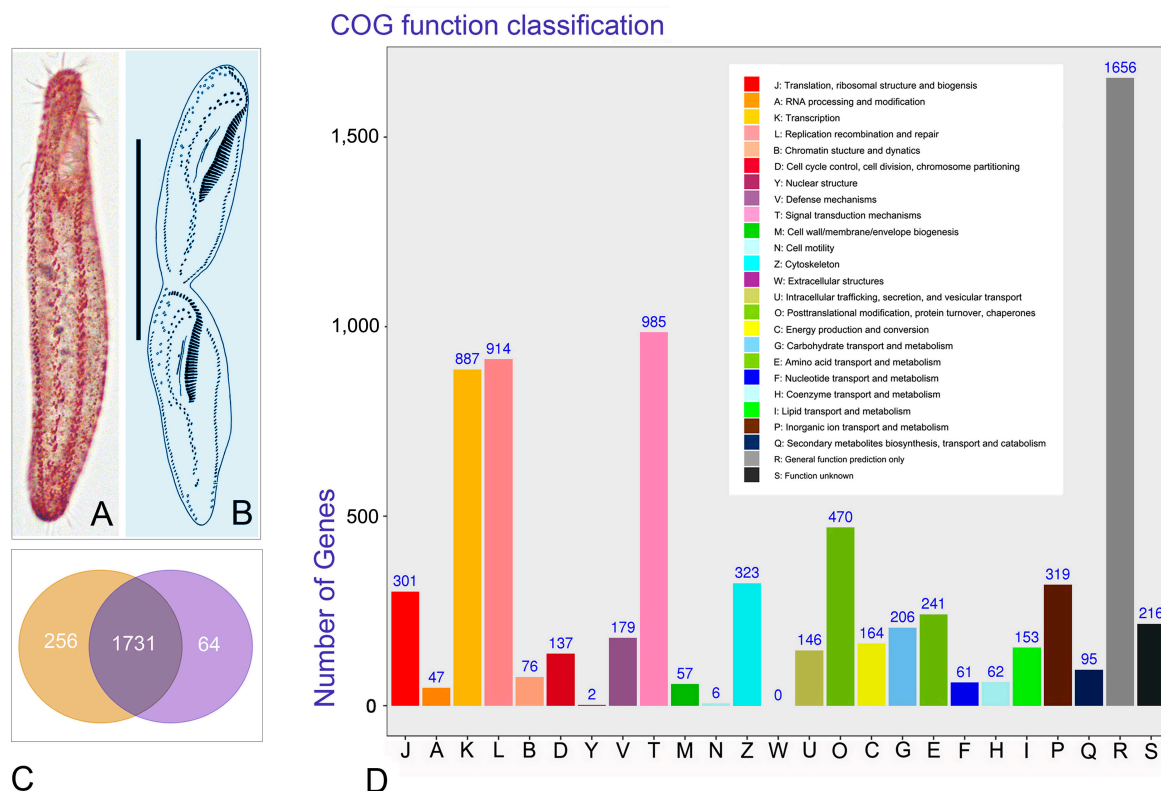 COG function classification
A
B
256
1731
64
C
Number of Genes
1,500
1,000
500
0
J: Translation, ribosomal structure and biogensis
A: RNA processing and modification
K: Transcription
L: Replication recombination and repair
B: Chromatin stucture and dynatics
D: Cell cycle control, cell division, chromosome partitioning
Y: Nuclear structure
V: Defense mechanisms
T: Signal transduction mechanisms
M: Cell wall/membrane/envelope biogenesis
N: Cell motility
Z: Cytoskeleton
W: Extracellular structures
U: Intracellular trafficking, secretion, and vesicular transport
O: Posttranslational modification, protein turnover, chaperones
C: Energy production and conversion
G: Carbohydrate transport and metabolism
E: Amino acid transport and metabolism
F: Nucleotide transport and metabolism
H: Coenzyme transport and metabolism
I: Lipid transport and metabolism
P: Inorganic ion transport and metabolism
Q: Secondary metabolites biosynthesis, transport and catabolism
R: General function prediction only
S: Function unknown
301 47 887 914 76 137 2 179 985 57 6 323 0 146 470 164 206 241 61 62 153 319 95 1656 216
J A K L B D Y V T M N Z W U O C G E F H I P Q R S
D